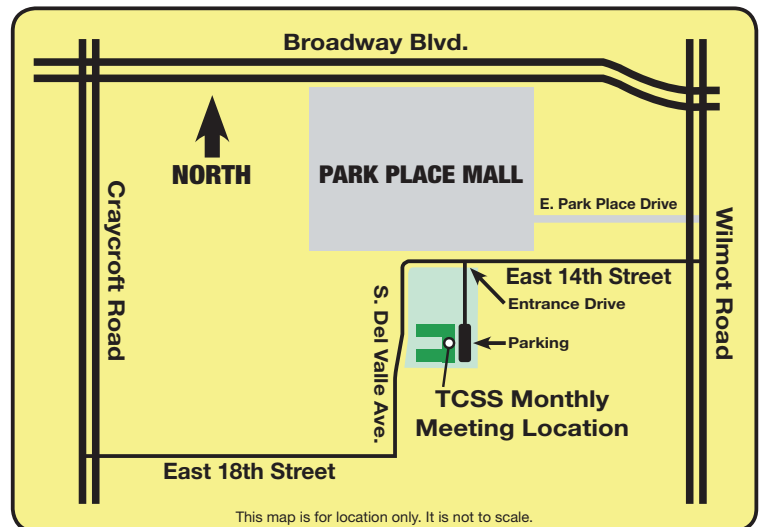 Broadway Blvd.
NORTH
PARK PLACE MALL
Craycroft Road
E. Park Place Drive
Wilmot Road
East 14th Street
Entrance Drive
S. Del Valle Ave.
Parking
TCSS Monthly
Meeting Location
East 18th Street
This map is for location only. It is not to scale.